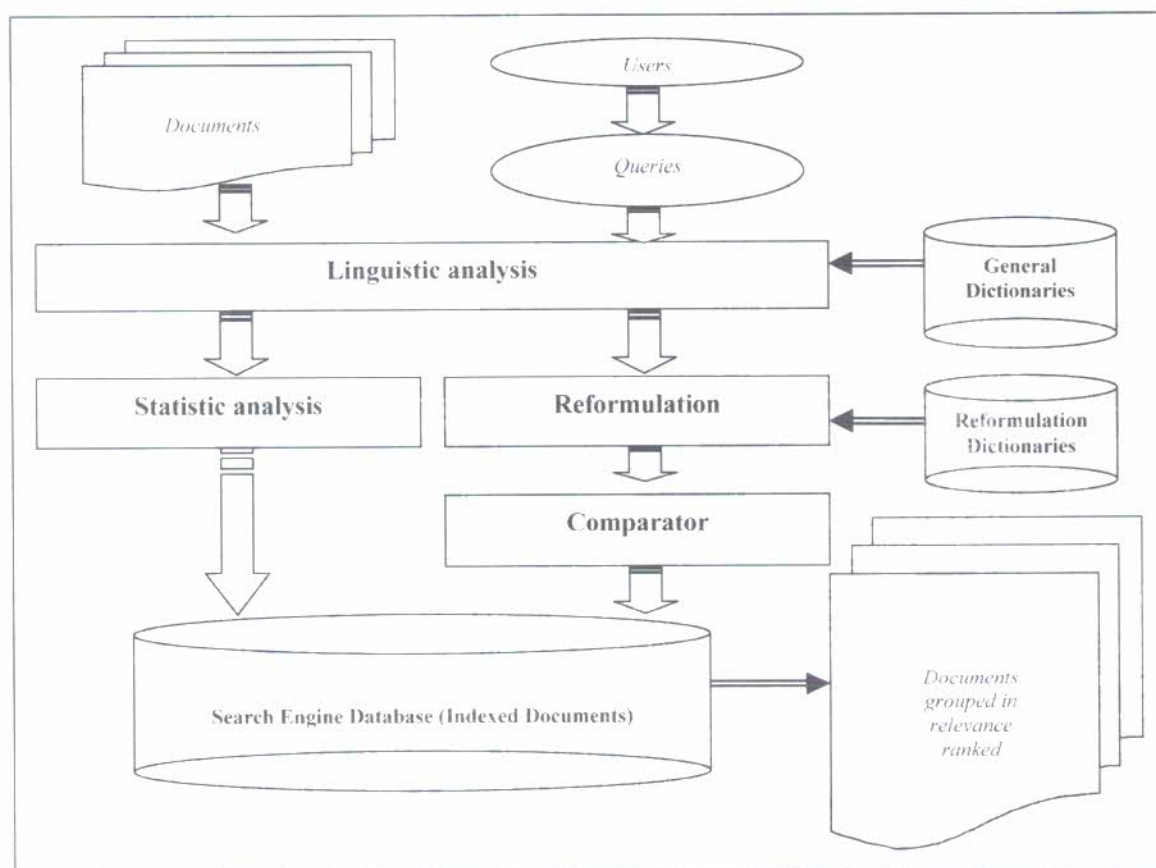 Documents
Users
Queries
Linguistic analysis
General
Dictionaries
Statistic analysis
Reformulation
Reformulation
Dictionaries
Comparator
Search Engine Database (Indexed Documents)
Documents
grouped in
relevance
ranked